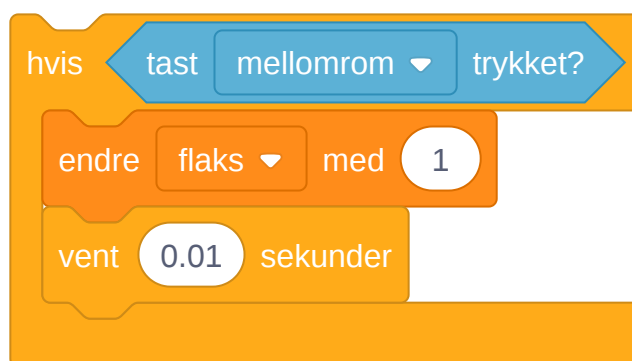 hvis tast mellomrom trykket?
endre flaks med 1
vent 0.01 sekunder